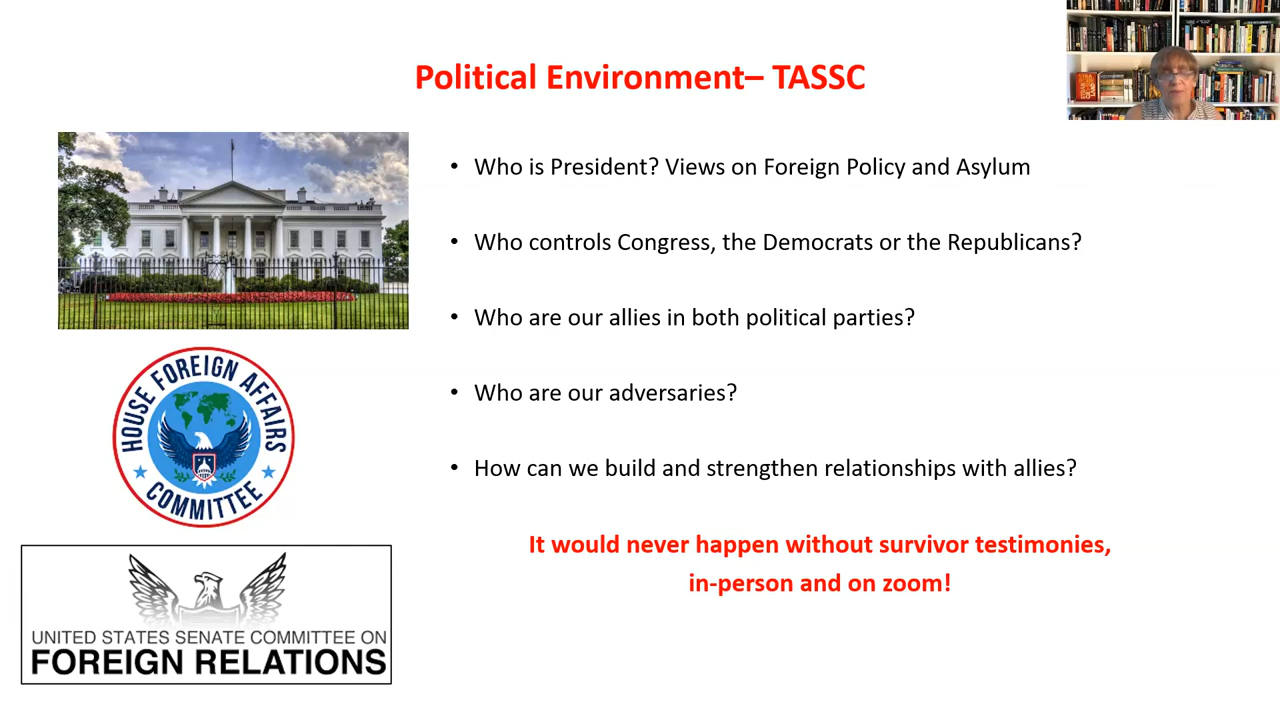 Political Environment– TASSC
• Who is President? Views on Foreign Policy and Asylum
• Who controls Congress, the Democrats or the Republicans?
• Who are our allies in both political parties?
• Who are our adversaries?
• How can we build and strengthen relationships with allies?
It would never happen without survivor testimonies,
in-person and on zoom!
HOUSE FOREIGN AFFAIRS
COMMITTEE
UNITED STATES SENATE COMMITTEE ON
FOREIGN RELATIONS